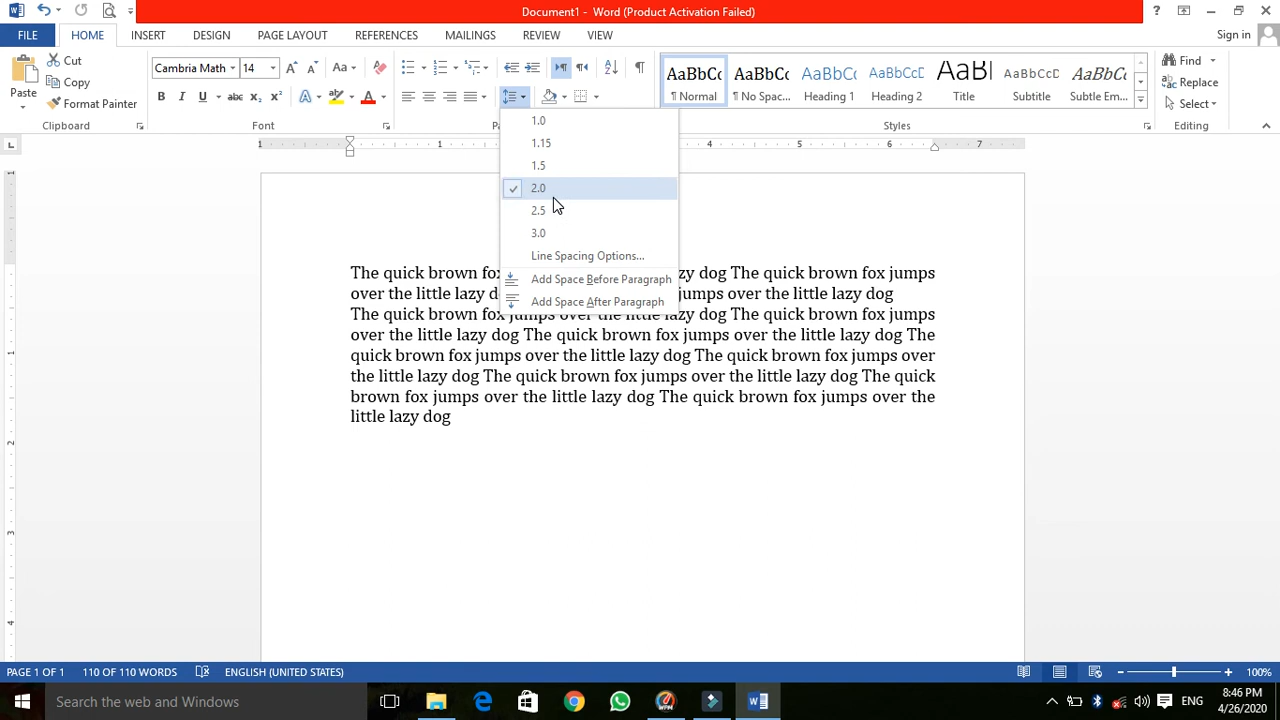 Document1 - Word (Product Activation Failed)
FILE HOME INSERT DESIGN PAGE LAYOUT REFERENCES MAILINGS REVIEW VIEW Sign in
Paste
Cut
Copy
Format Painter
Clipboard
Cambria Math 14
Font
AaBbCc AaBbCc AaBbCc AaBbCc AaBl AaBbCc AaBbCc
¶ Normal ¶ No Spac... Heading 1 Heading 2 Title Subtitle Subtle Em...
Styles
Find
Replace
Select
Editing
1.0
1.15
1.5
2.0
2.5
3.0
Line Spacing Options...
Add Space Before Paragraph
Add Space After Paragraph
The quick brown fo zy dog The quick brown fox jumps
over the little lazy d jumps over the little lazy dog
The quick brown fox jumps over the little lazy dog The quick brown fox jumps
over the little lazy dog The quick brown fox jumps over the little lazy dog The
quick brown fox jumps over the little lazy dog The quick brown fox jumps over
the little lazy dog The quick brown fox jumps over the little lazy dog The quick
brown fox jumps over the little lazy dog The quick brown fox jumps over the
little lazy dog
PAGE 1 OF 1 110 OF 110 WORDS ENGLISH (UNITED STATES) 100%
Search the web and Windows
ENG
8:46 PM
4/26/2020